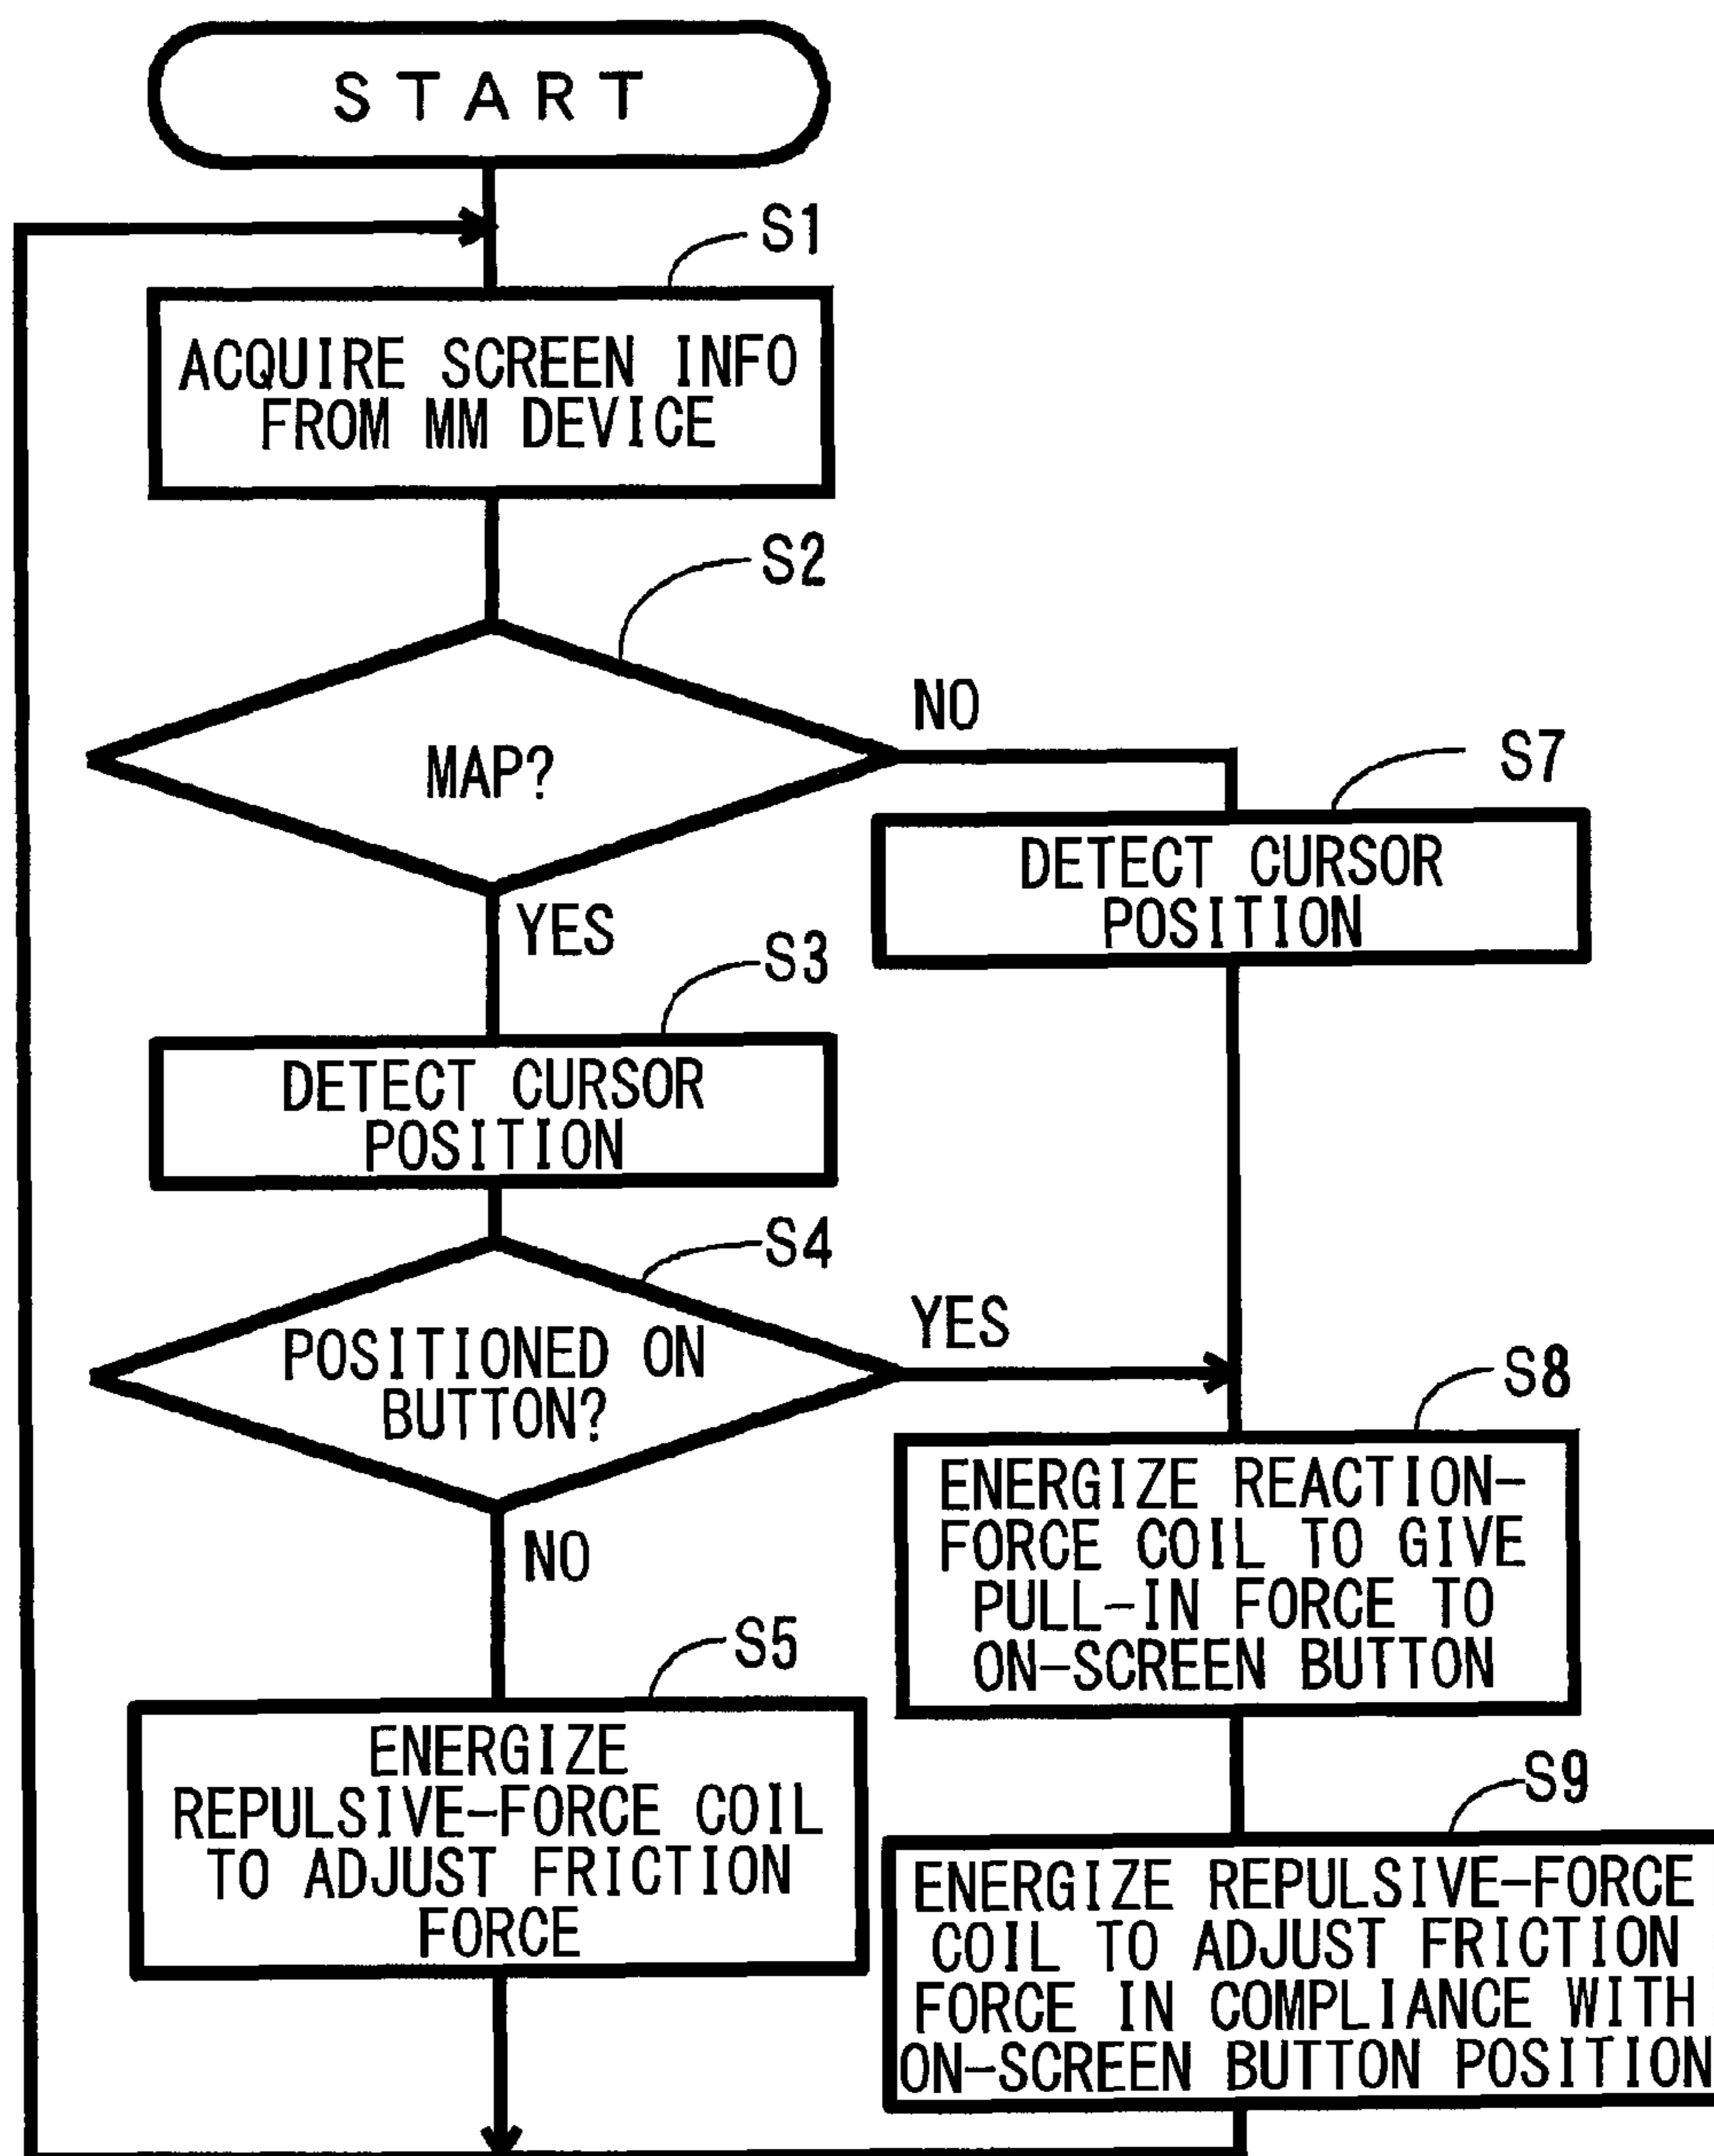 START
S1
ACQUIRE SCREEN INFO
FROM MM DEVICE
S2
MAP?
NO
YES
S7
DETECT CURSOR
POSITION
S3
DETECT CURSOR
POSITION
S4
POSITIONED ON
BUTTON?
YES
NO
S8
ENERGIZE REACTION-
FORCE COIL TO GIVE
PULL-IN FORCE TO
ON-SCREEN BUTTON
S5
ENERGIZE
REPULSIVE-FORCE COIL
TO ADJUST FRICTION
FORCE
S9
ENERGIZE REPULSIVE-FORCE
COIL TO ADJUST FRICTION
FORCE IN COMPLIANCE WITH
ON-SCREEN BUTTON POSITION